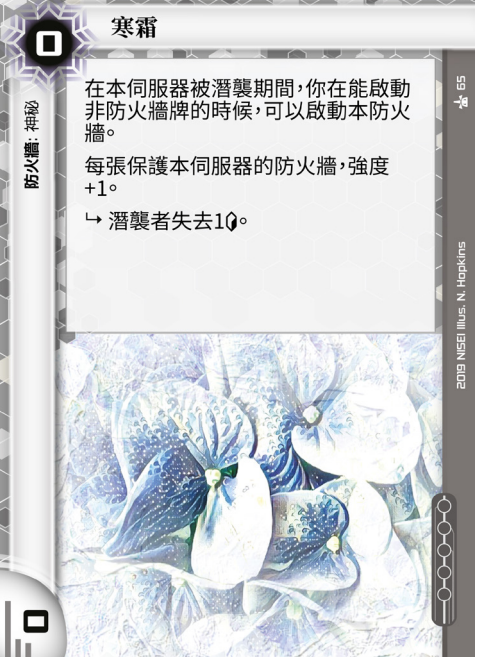 0
寒霜
在本伺服器被潛襲期間,你在能啟動
非防火牆牌的時候,可以啟動本防火
牆。
每張保護本伺服器的防火牆,強度
+1。
↳ 潛襲者失去1。
防火牆: 神秘
65
2019 NISEI Illus. N. Hopkins
0